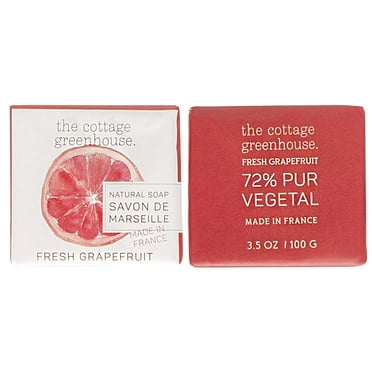 the cottage
greenhouse.
NATURAL SOAP
SAVON DE
MARSEILLE
MADE IN
FRANCE
FRESH GRAPEFRUIT
the cottage
greenhouse.
FRESH GRAPEFRUIT
72% PUR
VEGETAL
MADE IN FRANCE
3.5 OZ / 100 G